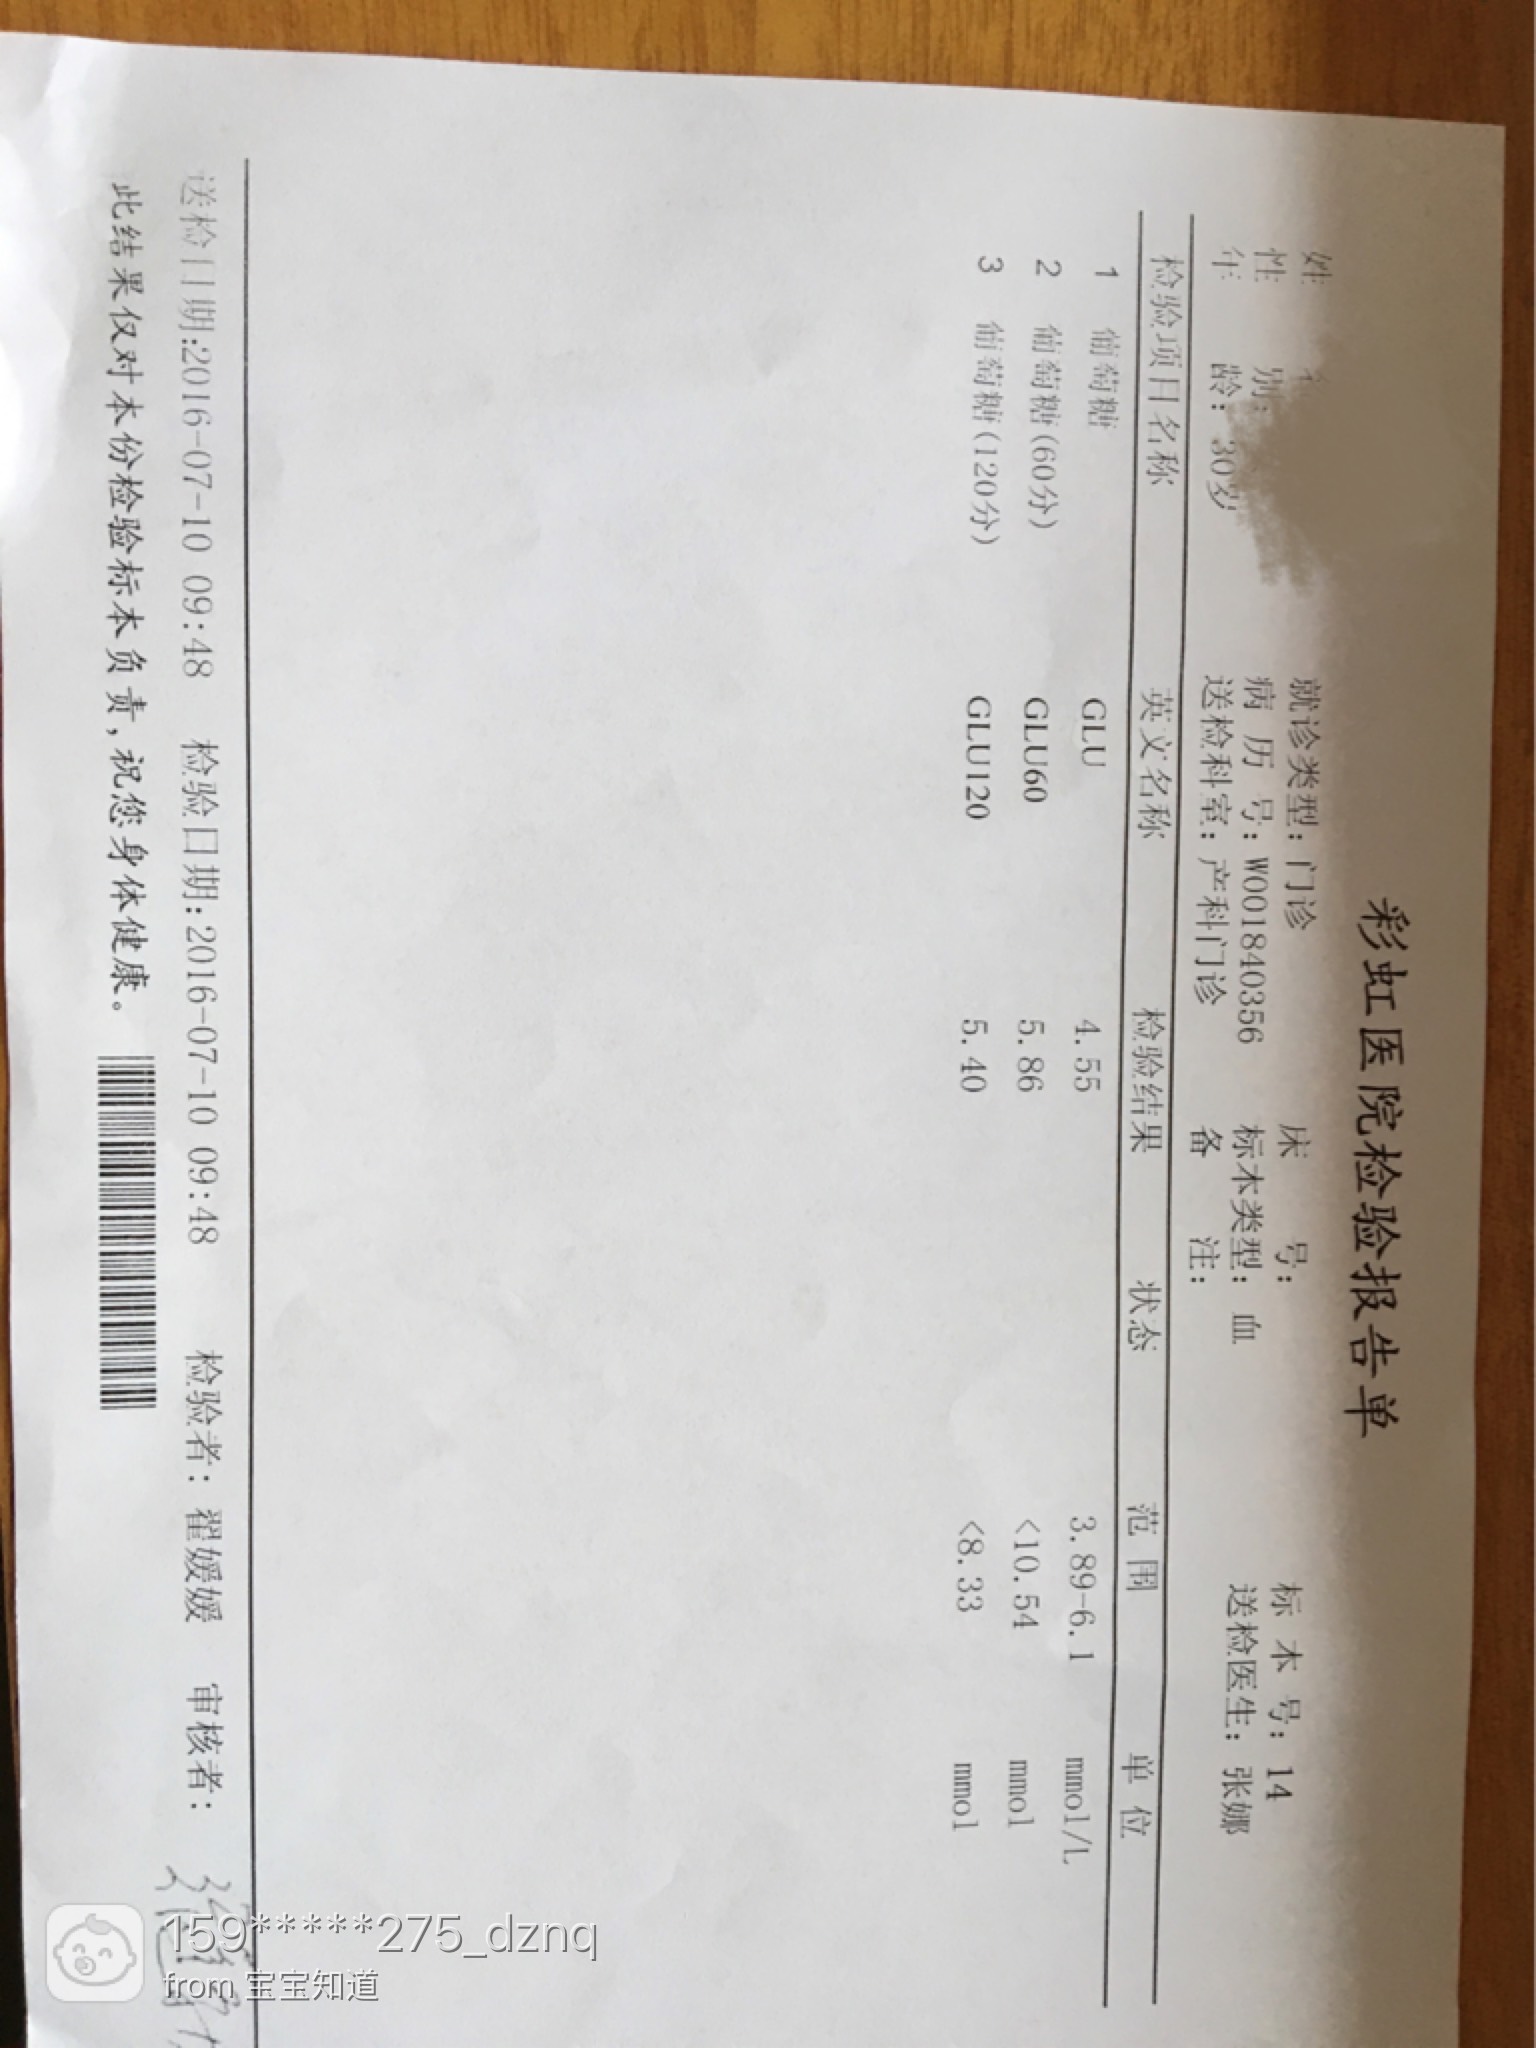 彩虹医院检验报告单
姓
就诊类型: 门诊 床 号: 标 本 号: 14
性 别: 病 历 号: W001840356 标本类型: 血 送检医生: 张娜
年 龄: 30岁 送检科室: 产科门诊 备 注:
检验项目名称 英文名称 检验结果 状态 范 围 单 位
1 葡萄糖 GLU 4.55 3.89-6.1 mmol/L
2 葡萄糖(60分) GLU60 5.86 <10.54 mmol
3 葡萄糖(120分) GLU120 5.40 <8.33 mmol
送检日期:2016-07-10 09:48 检验日期:2016-07-10 09:48 检验者: 翟媛媛 审核者:
此结果仅对本份检验标本负责,祝您身体健康。
159*****275_dznq
from 宝宝知道